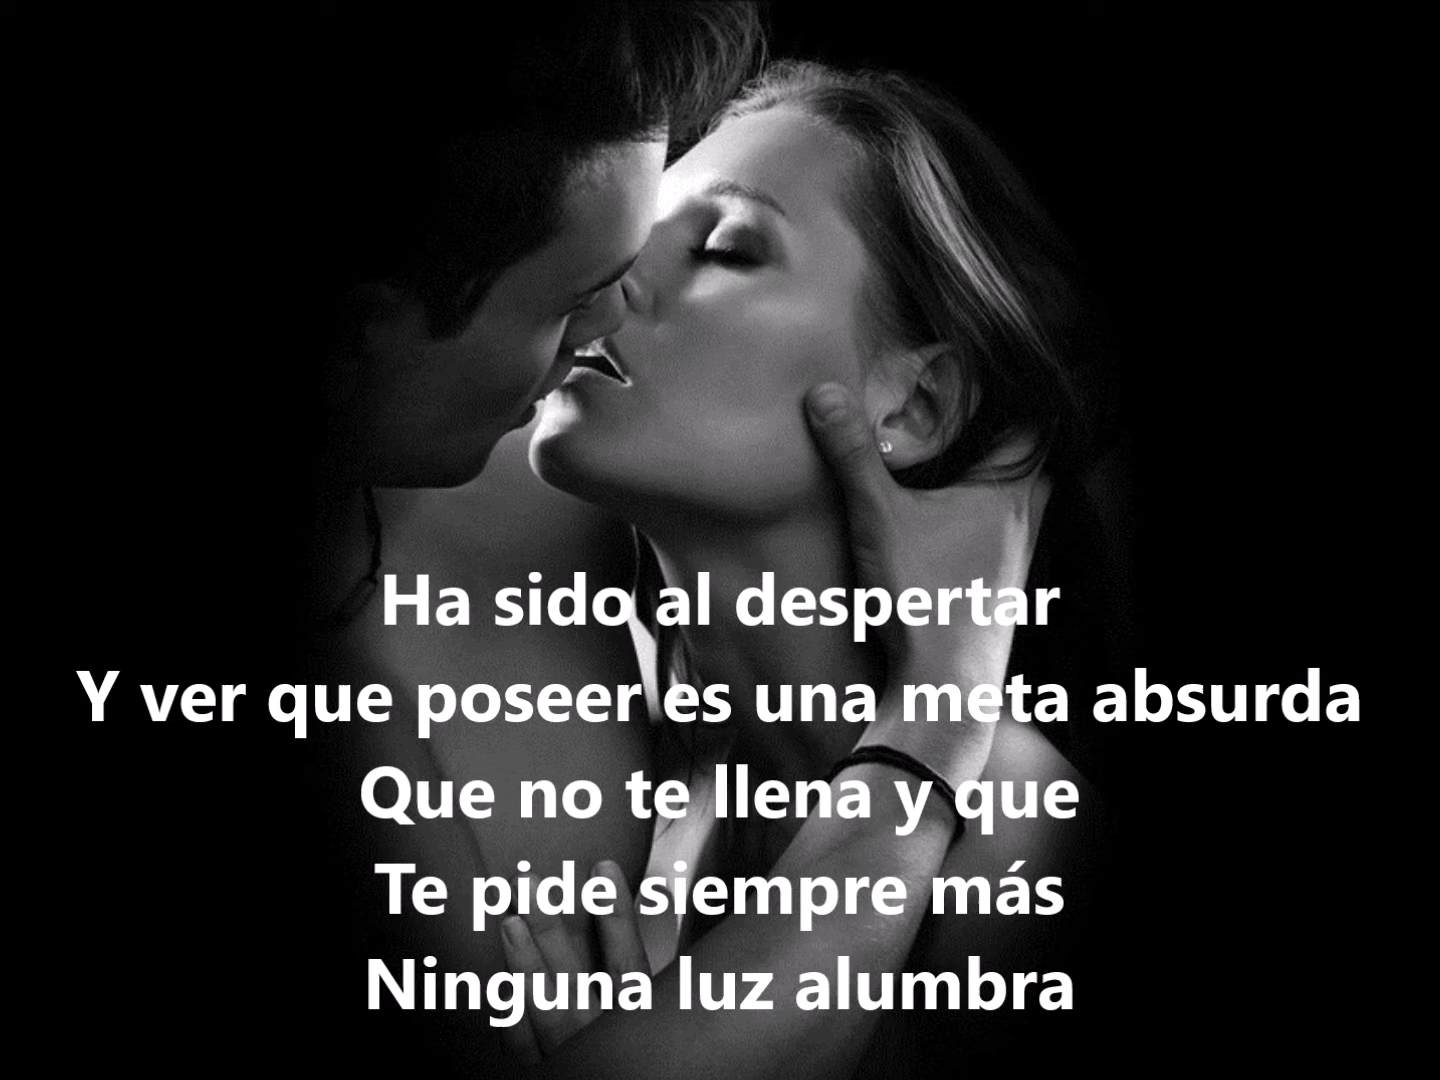 Ha sido al despertar
Y ver que poseer es una meta absurda
Que no te llena y que
Te pide siempre más
Ninguna luz alumbra